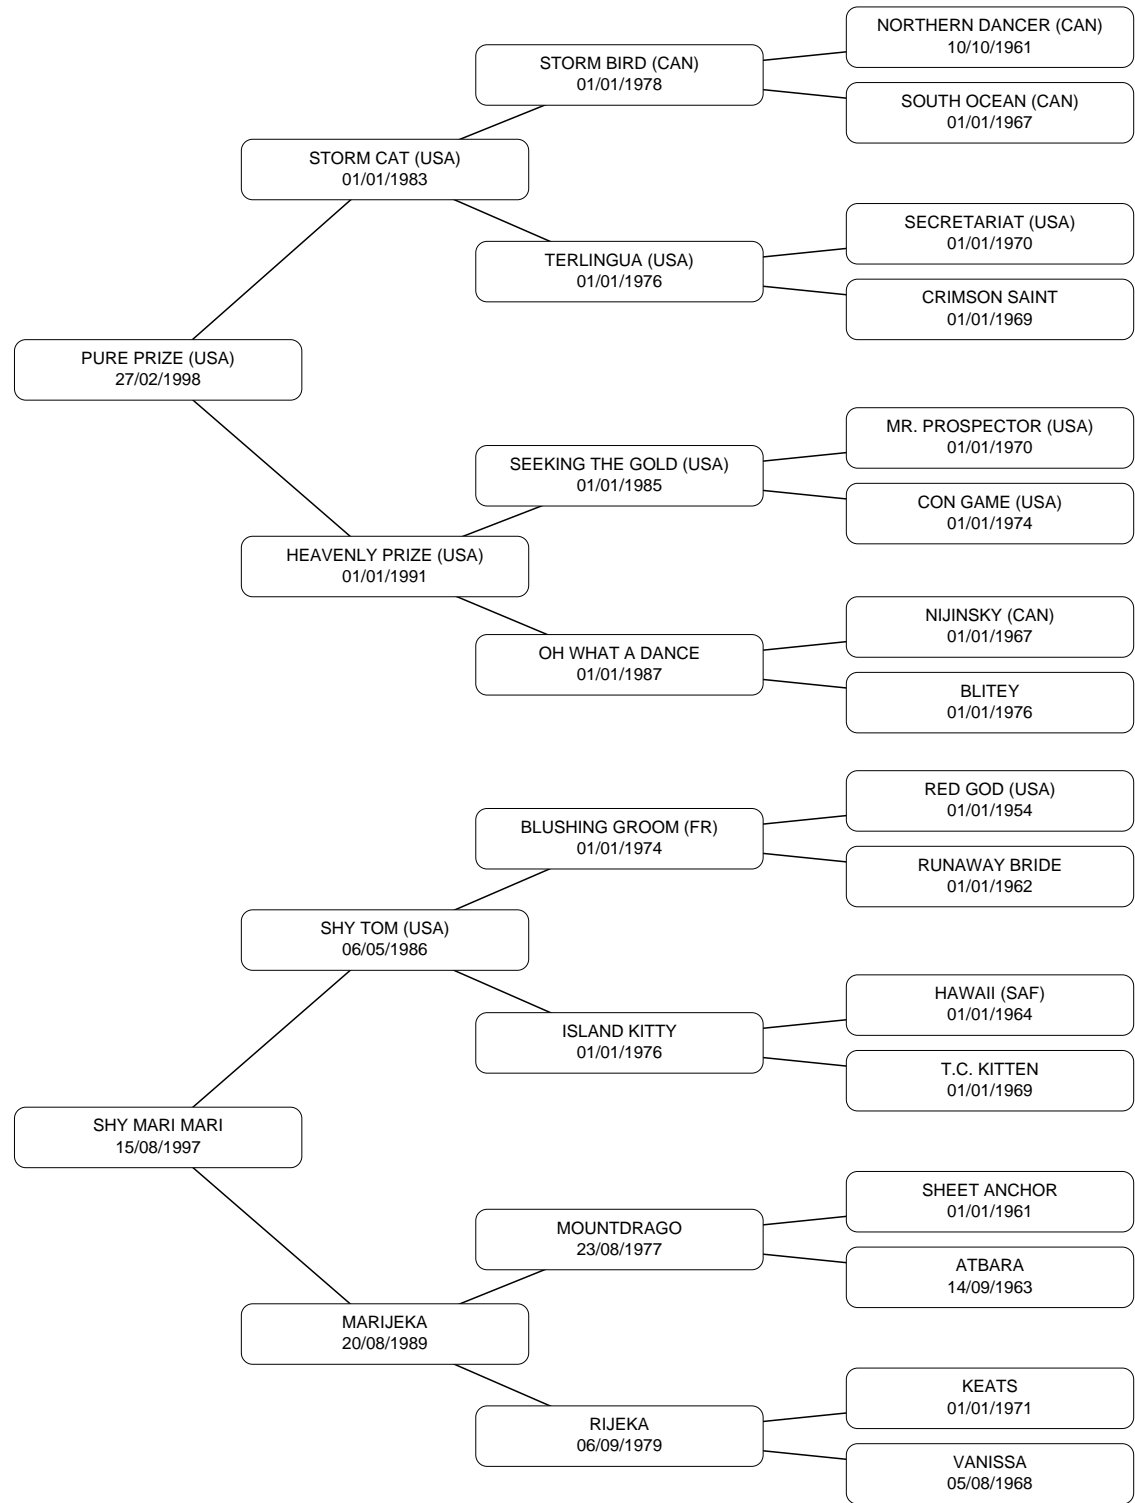 NORTHERN DANCER (CAN)
10/10/1961
STORM BIRD (CAN)
01/01/1978
SOUTH OCEAN (CAN)
01/01/1967
STORM CAT (USA)
01/01/1983
SECRETARIAT (USA)
01/01/1970
TERLINGUA (USA)
01/01/1976
CRIMSON SAINT
01/01/1969
PURE PRIZE (USA)
27/02/1998
MR. PROSPECTOR (USA)
01/01/1970
SEEKING THE GOLD (USA)
01/01/1985
CON GAME (USA)
01/01/1974
HEAVENLY PRIZE (USA)
01/01/1991
NIJINSKY (CAN)
01/01/1967
OH WHAT A DANCE
01/01/1987
BLITEY
01/01/1976
RED GOD (USA)
01/01/1954
BLUSHING GROOM (FR)
01/01/1974
RUNAWAY BRIDE
01/01/1962
SHY TOM (USA)
06/05/1986
HAWAII (SAF)
01/01/1964
ISLAND KITTY
01/01/1976
T.C. KITTEN
01/01/1969
SHY MARI MARI
15/08/1997
SHEET ANCHOR
01/01/1961
MOUNTDRAGO
23/08/1977
ATBARA
14/09/1963
MARIJEKA
20/08/1989
KEATS
01/01/1971
RIJEKA
06/09/1979
VANISSA
05/08/1968